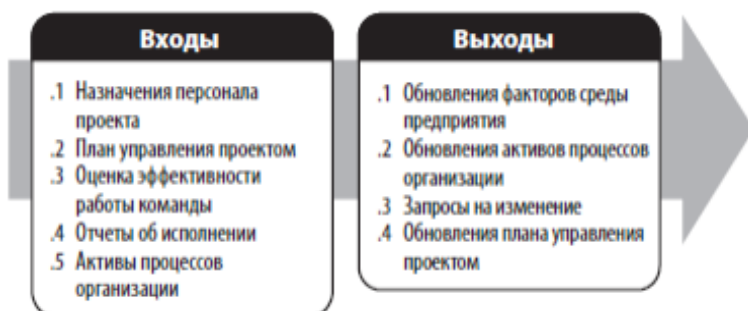 Входы
.1 Назначения персонала
проекта
.2 План управления проектом
.3 Оценка эффективности
работы команды
.4 Отчеты об исполнении
.5 Активы процессов
организации
Выходы
.1 Обновления факторов среды
предприятия
.2 Обновления активов процессов
организации
.3 Запросы на изменение
.4 Обновления плана управления
проектом